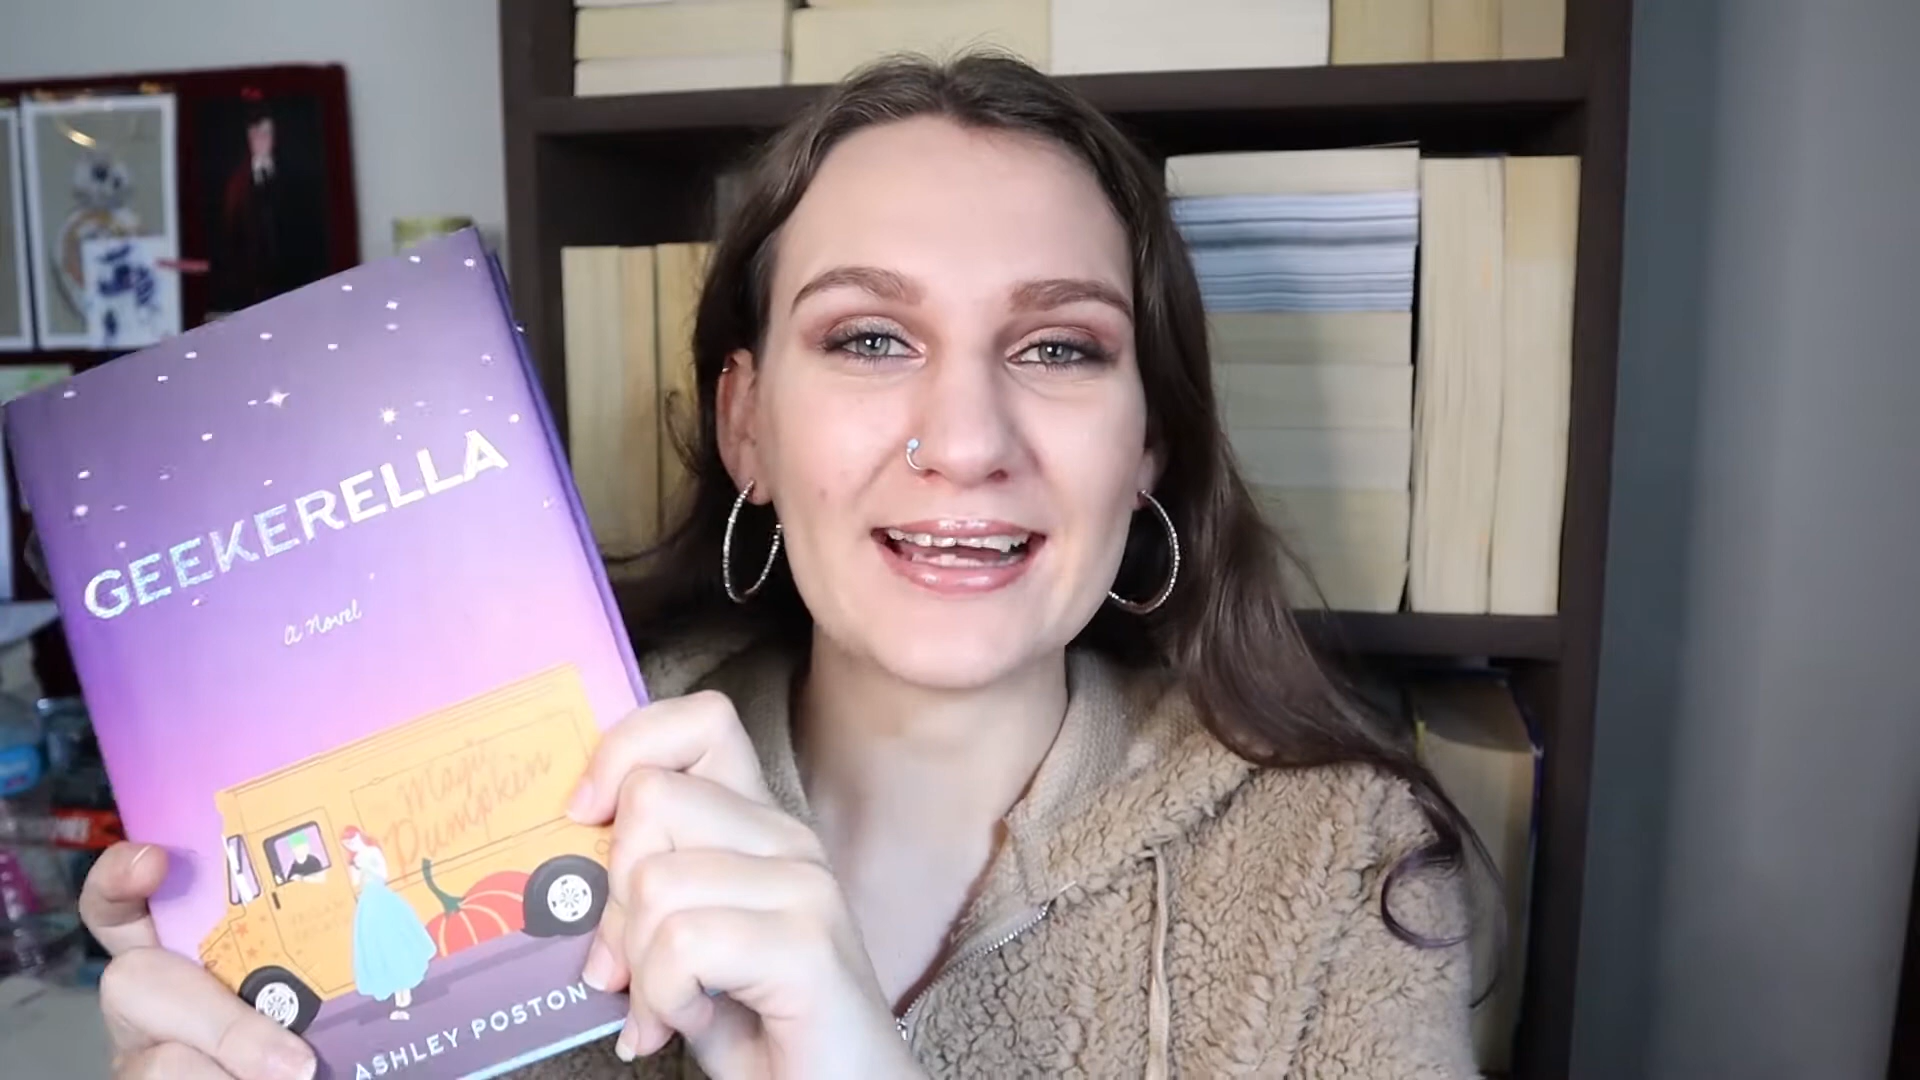 GEEKERELLA
a Novel
Magic
Pumpkin
ASHLEY POSTON